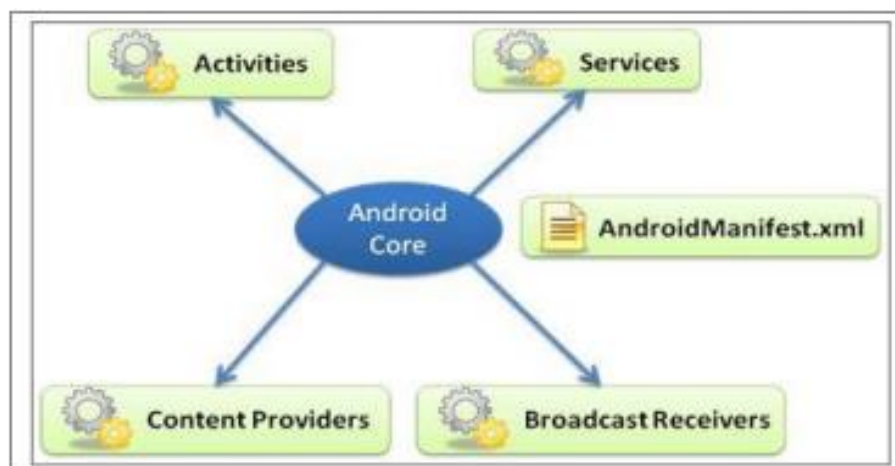 Activities
Services
Android
Core
AndroidManifest.xml
Content Providers
Broadcast Receivers